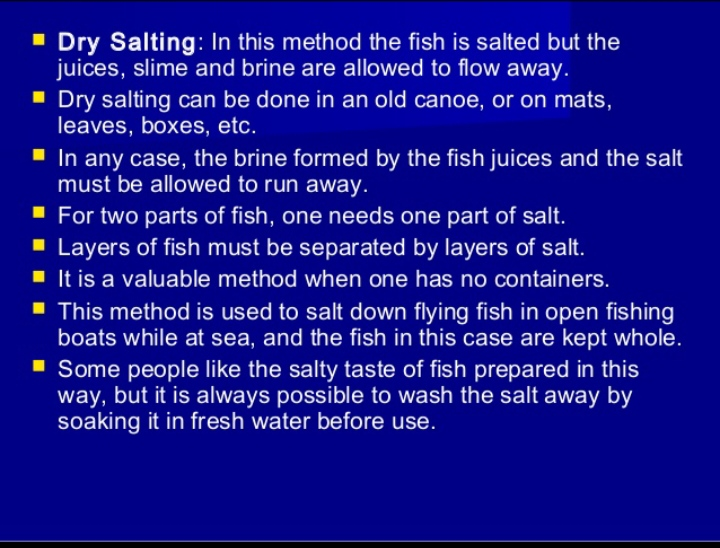 Dry Salting: In this method the fish is salted but the
juices, slime and brine are allowed to flow away.
Dry salting can be done in an old canoe, or on mats,
leaves, boxes, etc.
In any case, the brine formed by the fish juices and the salt
must be allowed to run away.
For two parts of fish, one needs one part of salt.
Layers of fish must be separated by layers of salt.
It is a valuable method when one has no containers.
This method is used to salt down flying fish in open fishing
boats while at sea, and the fish in this case are kept whole.
Some people like the salty taste of fish prepared in this
way, but it is always possible to wash the salt away by
soaking it in fresh water before use.